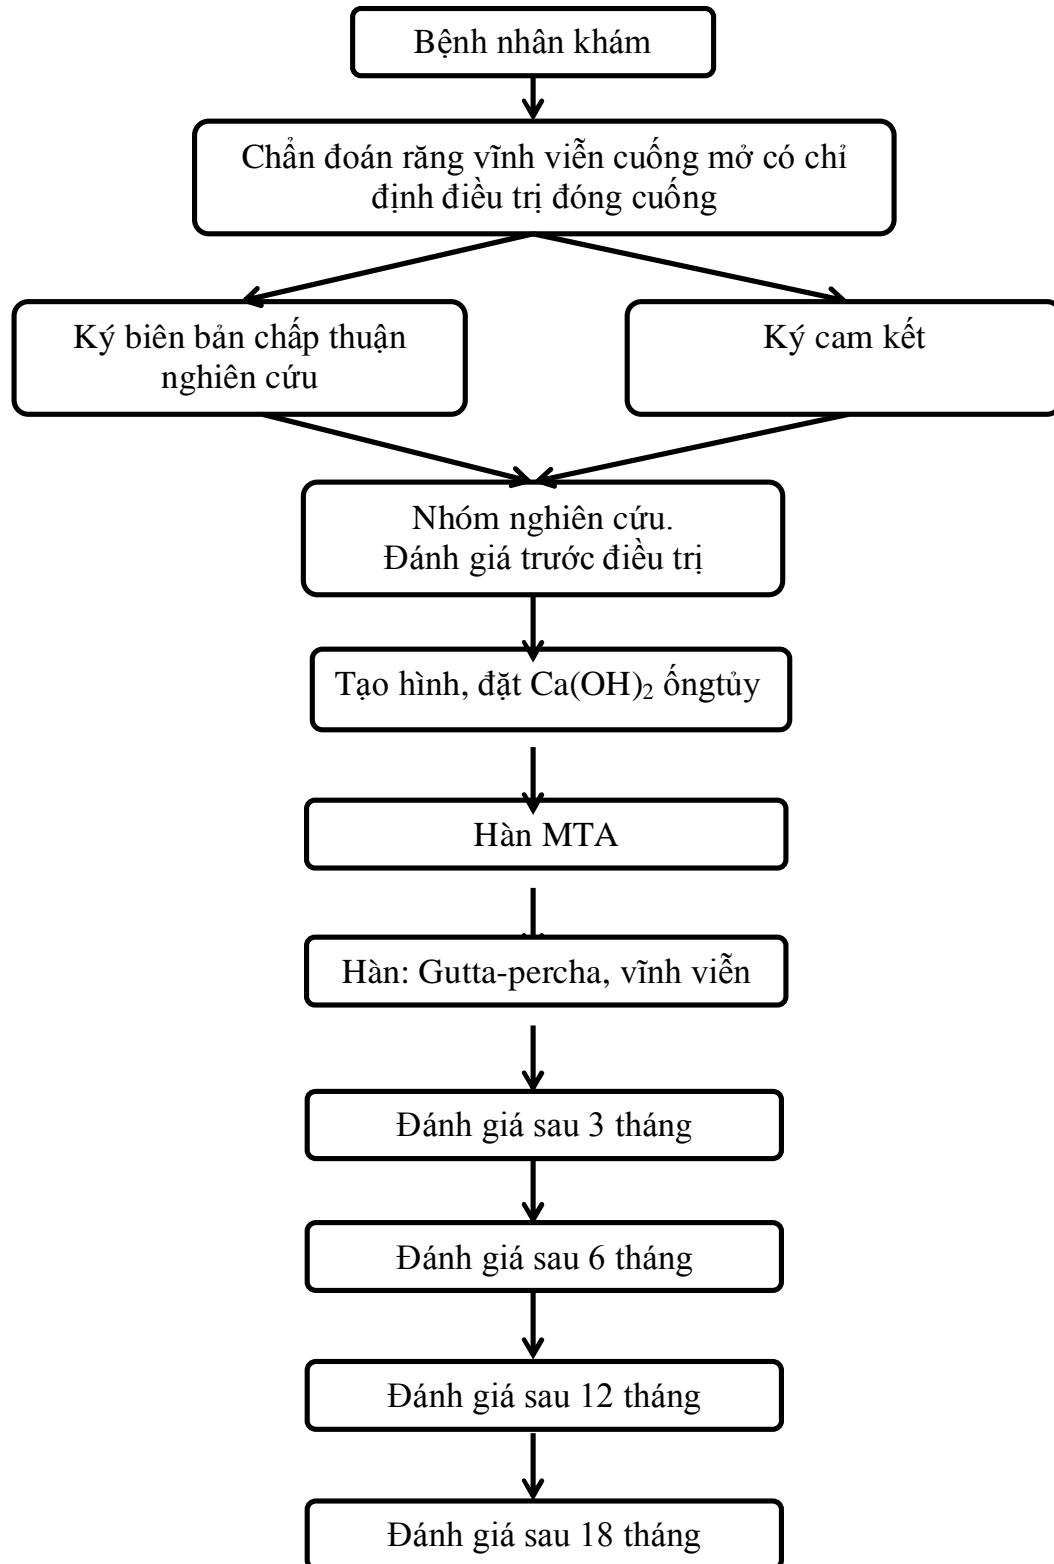 Bệnh nhân khám
Chẩn đoán răng vĩnh viễn cuống mở có chỉ
định điều trị đóng cuống
Ký biên bản chấp thuận
nghiên cứu
Ký cam kết
Nhóm nghiên cứu.
Đánh giá trước điều trị
Tạo hình, đặt Ca(OH)₂ ốngtủy
Hàn MTA
Hàn: Gutta-percha, vĩnh viễn
Đánh giá sau 3 tháng
Đánh giá sau 6 tháng
Đánh giá sau 12 tháng
Đánh giá sau 18 tháng